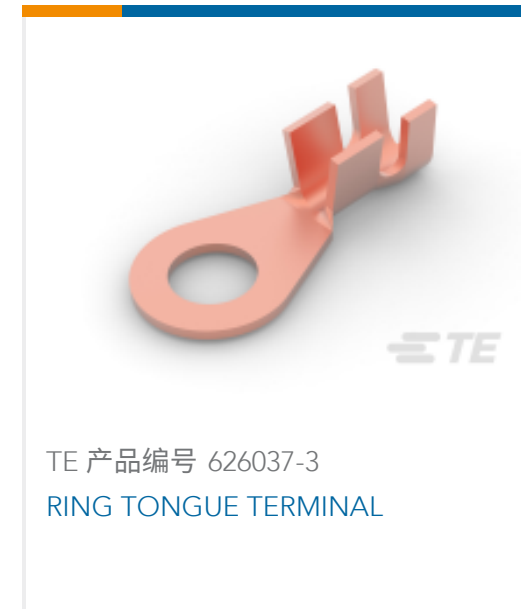 TE
TE 产品编号 626037-3
RING TONGUE TERMINAL